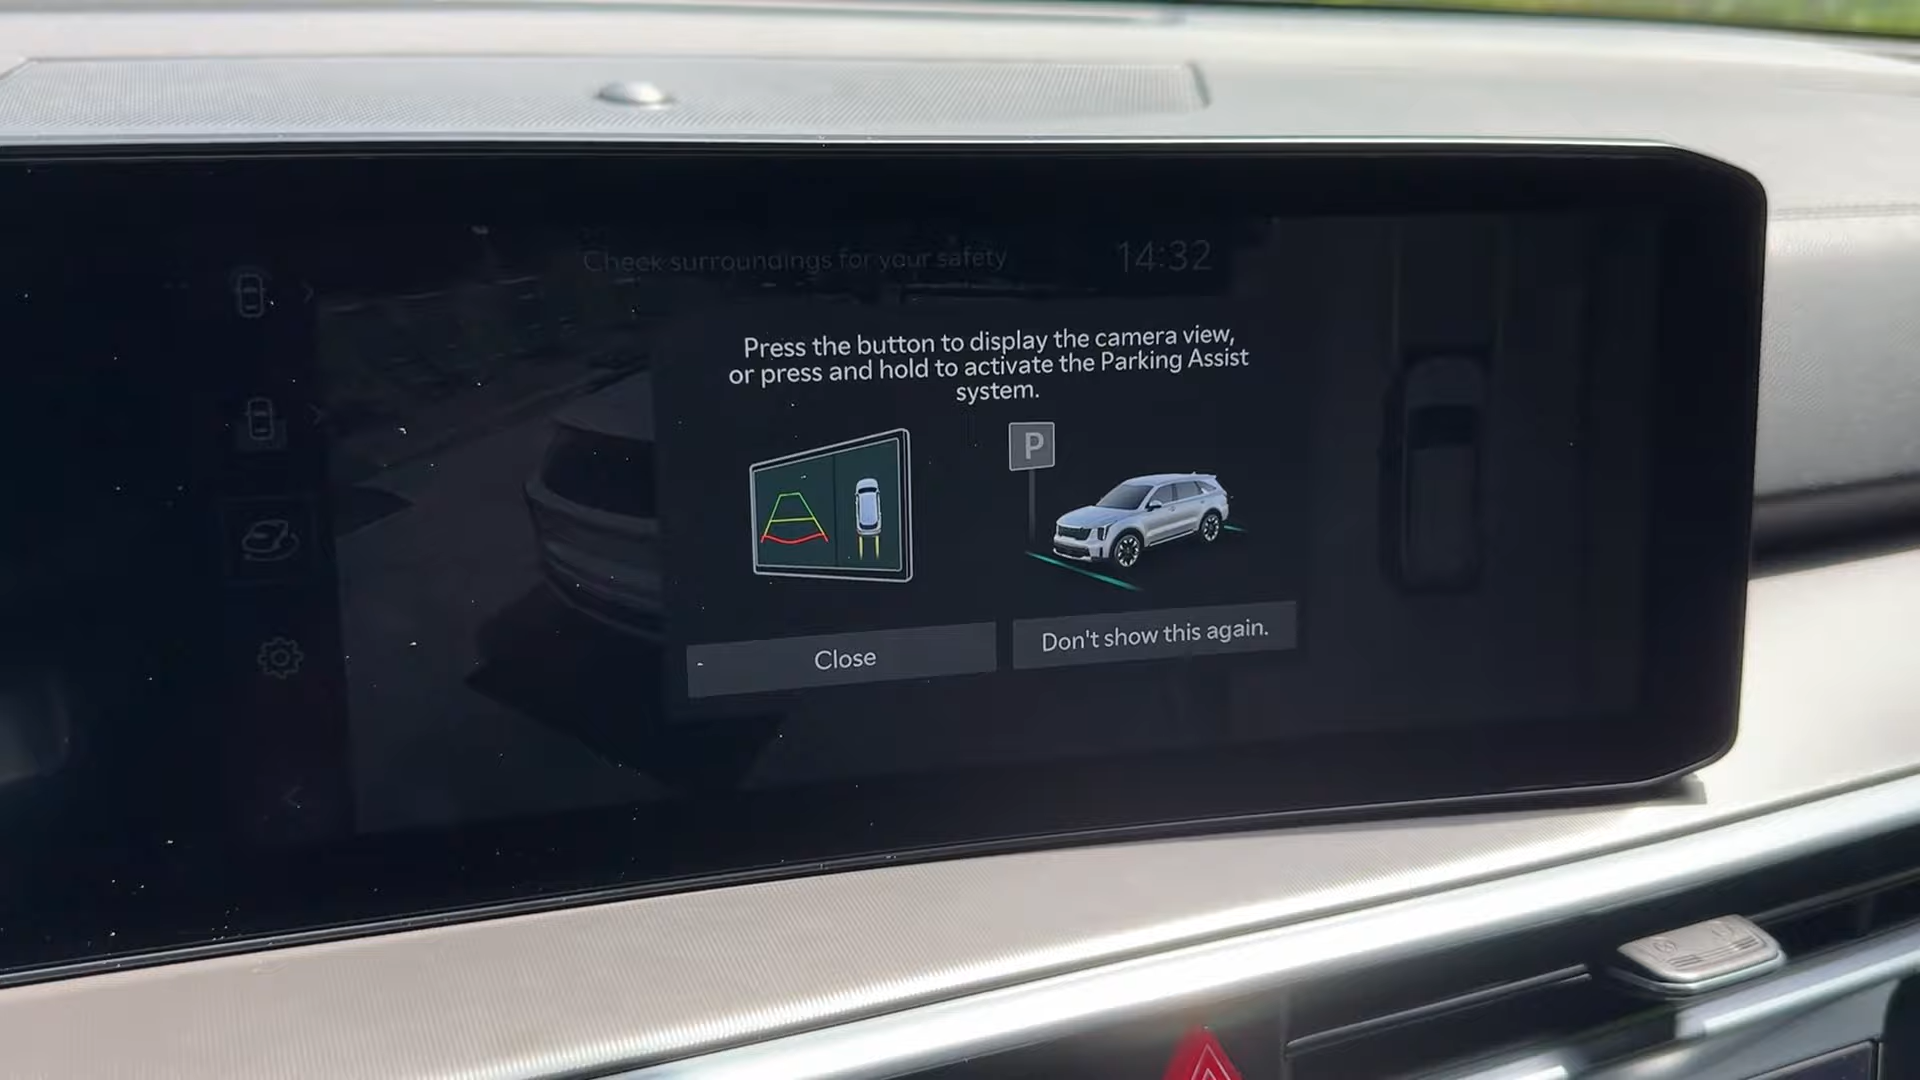 Check surroundings for your safety
14:32
Press the button to display the camera view,
or press and hold to activate the Parking Assist
system.
P
Close
Don't show this again.